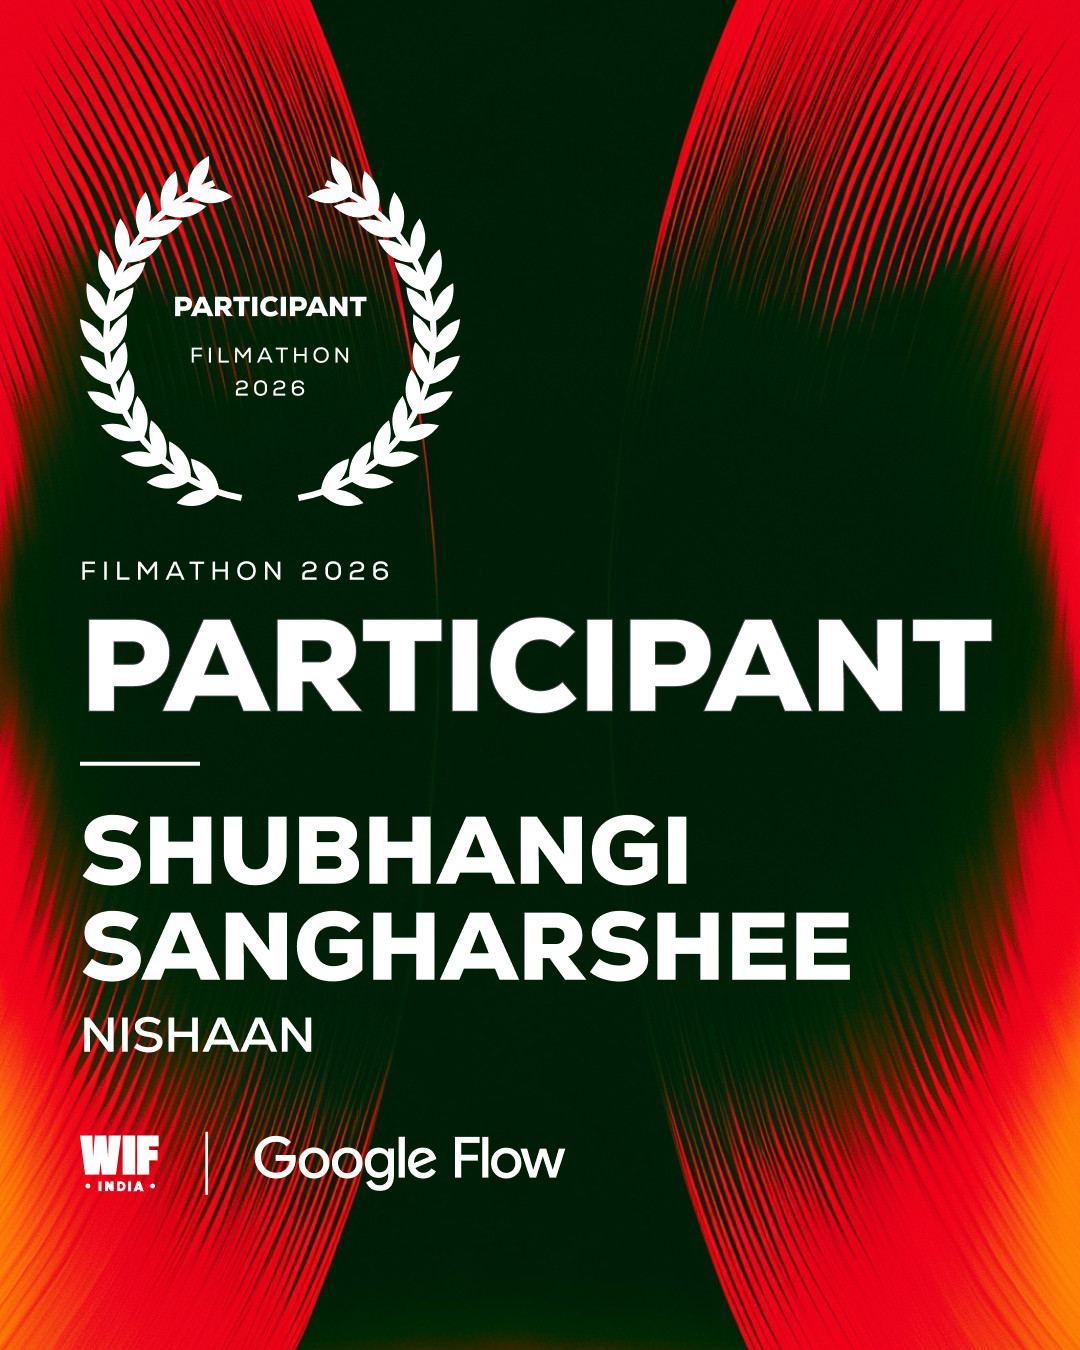 PARTICIPANT
FILMATHON
2026
FILMATHON 2026
PARTICIPANT
SHUBHANGI
SANGHARSHEE
NISHAAN
WIF
• INDIA •
Google Flow